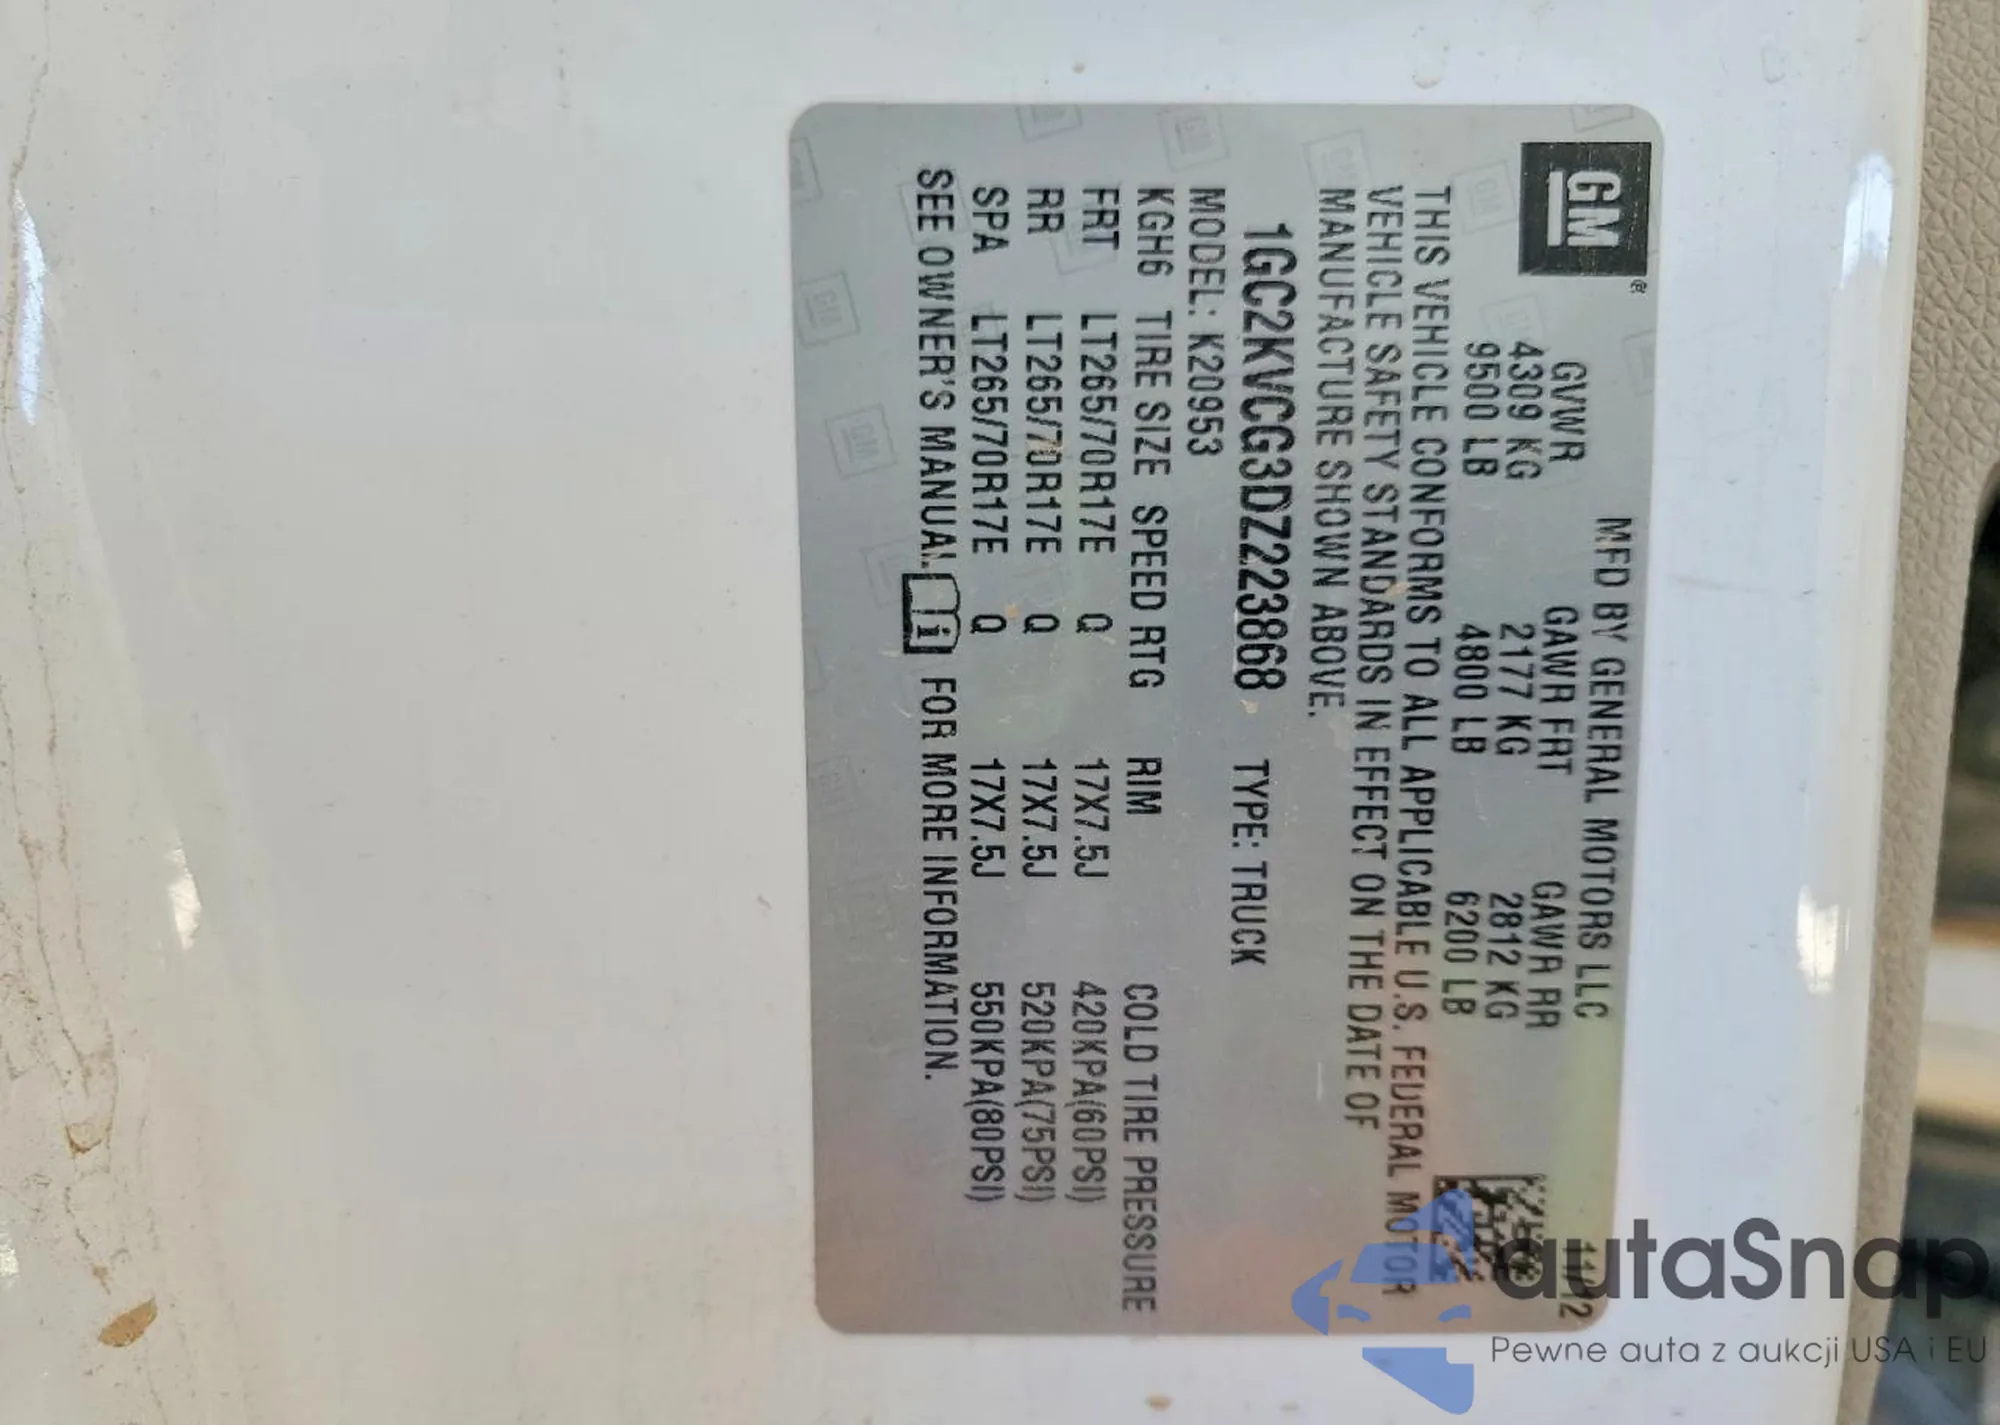 GM
MFD BY GENERAL MOTORS LLC 11/12
GVWR GAWR FRT GAWR RR
4309 KG 2177 KG 2812 KG
9500 LB 4800 LB 6200 LB
THIS VEHICLE CONFORMS TO ALL APPLICABLE U.S. FEDERAL MOTOR
VEHICLE SAFETY STANDARDS IN EFFECT ON THE DATE OF
MANUFACTURE SHOWN ABOVE.
1GC2KVCG3DZ223868 TYPE: TRUCK
MODEL: K20953
KGH6 TIRE SIZE SPEED RTG RIM COLD TIRE PRESSURE
FRT LT265/70R17E Q 17X7.5J 420KPA(60PSI)
RR LT265/70R17E Q 17X7.5J 520KPA(75PSI)
SPA LT265/70R17E Q 17X7.5J 550KPA(80PSI)
SEE OWNER'S MANUAL i FOR MORE INFORMATION.
autaSnap
Pewne auta z aukcji USA i EU